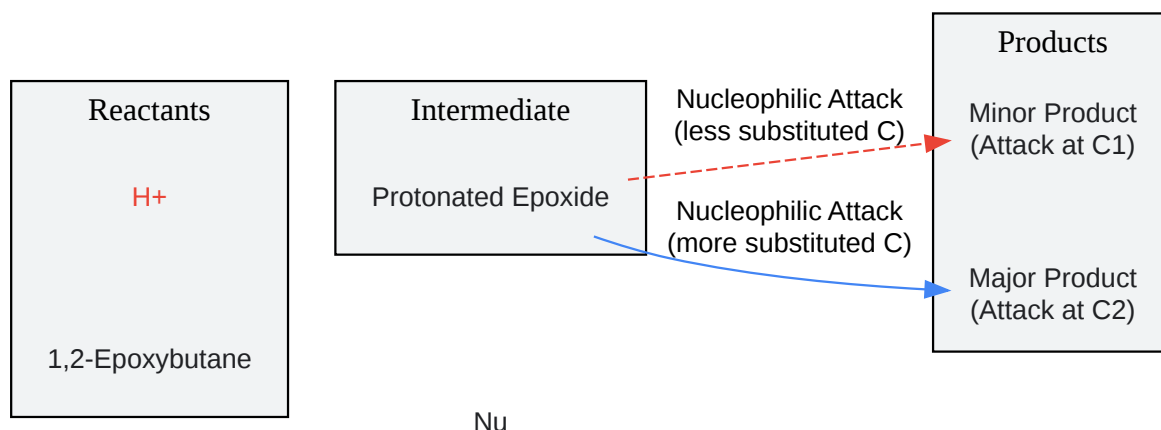 Reactants
H+
1,2-Epoxybutane
Intermediate
Protonated Epoxide
Nu
Nucleophilic Attack
(less substituted C)
Nucleophilic Attack
(more substituted C)
Products
Minor Product
(Attack at C1)
Major Product
(Attack at C2)